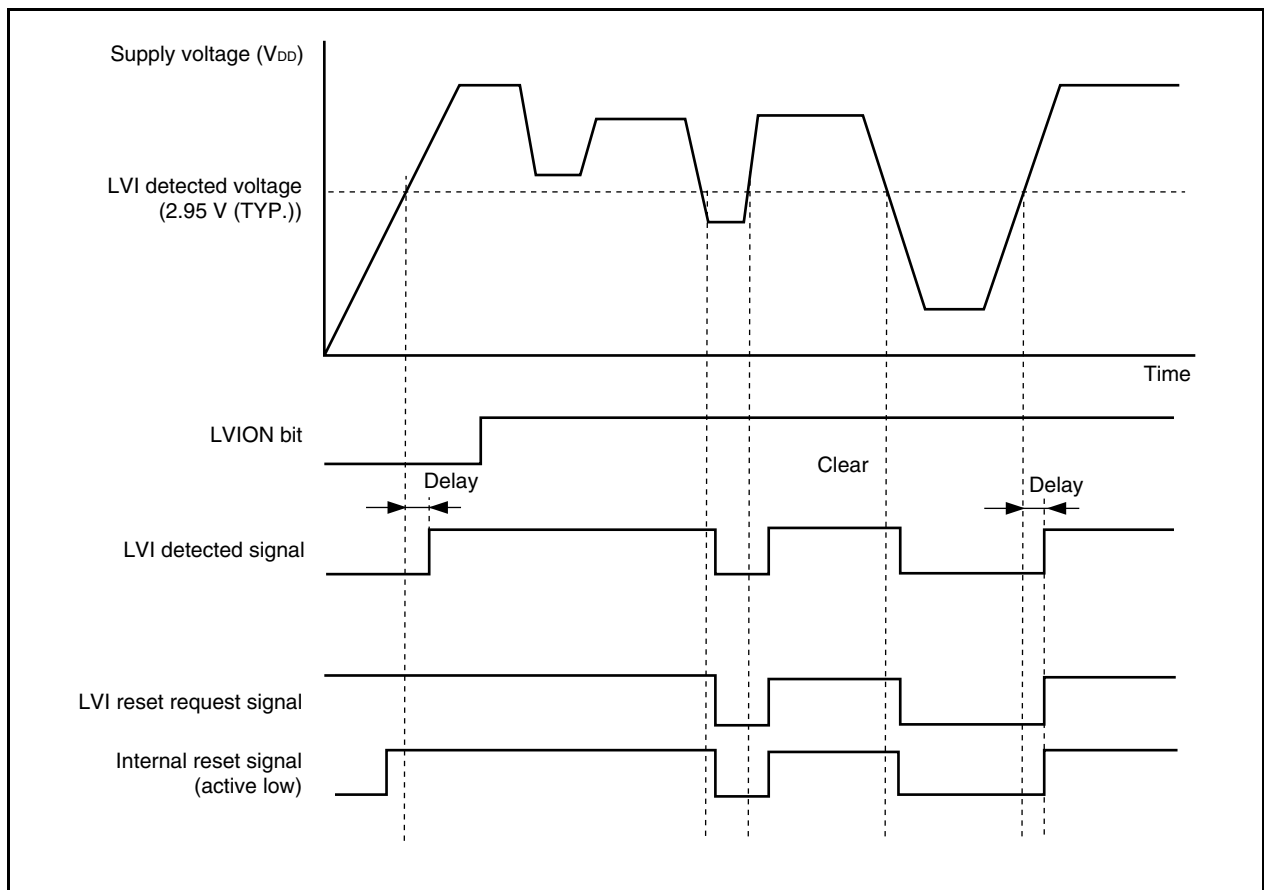 Supply voltage (VDD)
LVI detected voltage
(2.95 V (TYP.))
Time
LVION bit
Clear
Delay
Delay
LVI detected signal
LVI reset request signal
Internal reset signal
(active low)